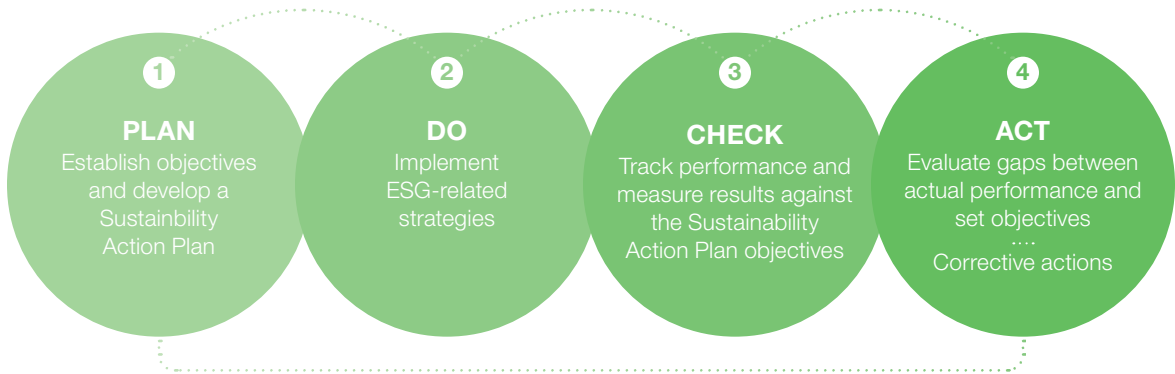 1
PLAN
Establish objectives
and develop a
Sustainbility
Action Plan
2
DO
Implement
ESG-related
strategies
3
CHECK
Track performance and
measure results against
the Sustainability
Action Plan objectives
4
ACT
Evaluate gaps between
actual performance and
set objectives
....
Corrective actions